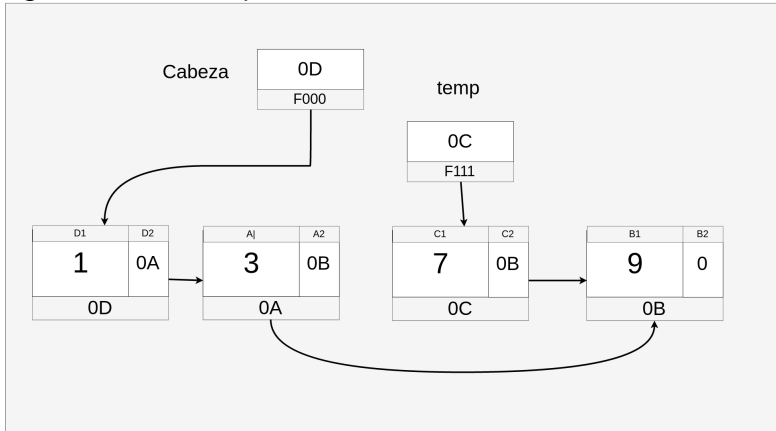 Cabeza
0D
F000
temp
0C
F111
D1
D2
1
0A
0D
A|
A2
3
0B
0A
C1
C2
7
0B
0C
B1
B2
9
0
0B